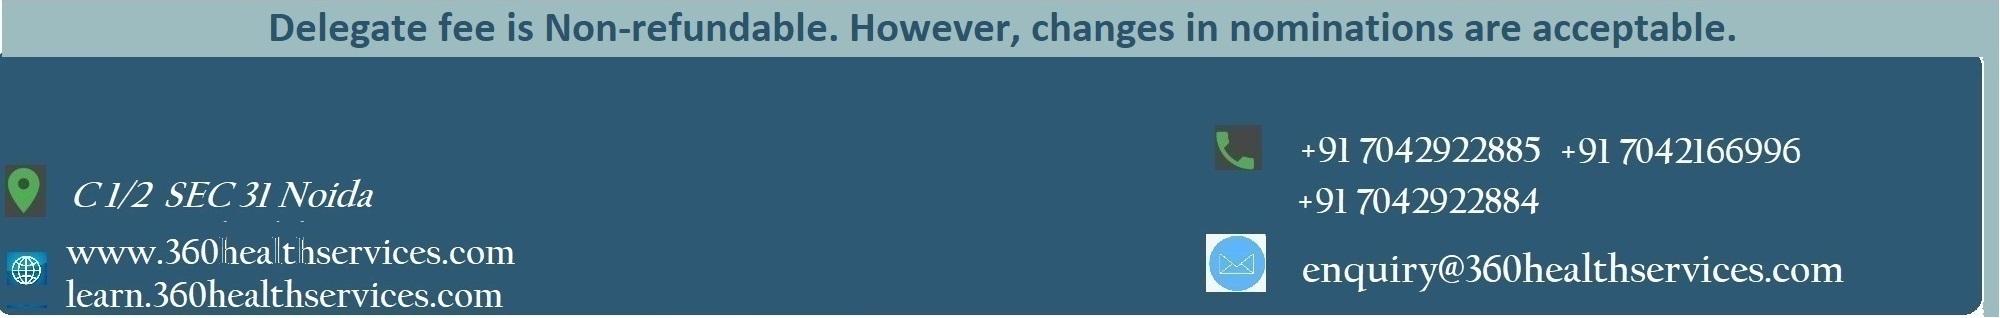 Delegate fee is Non-refundable. However, changes in nominations are acceptable.
C 1/2 SEC 31 Noida
www.360healthservices.com
learn.360healthservices.com
+91 7042922885 +91 7042166996
+91 7042922884
enquiry@360healthservices.com